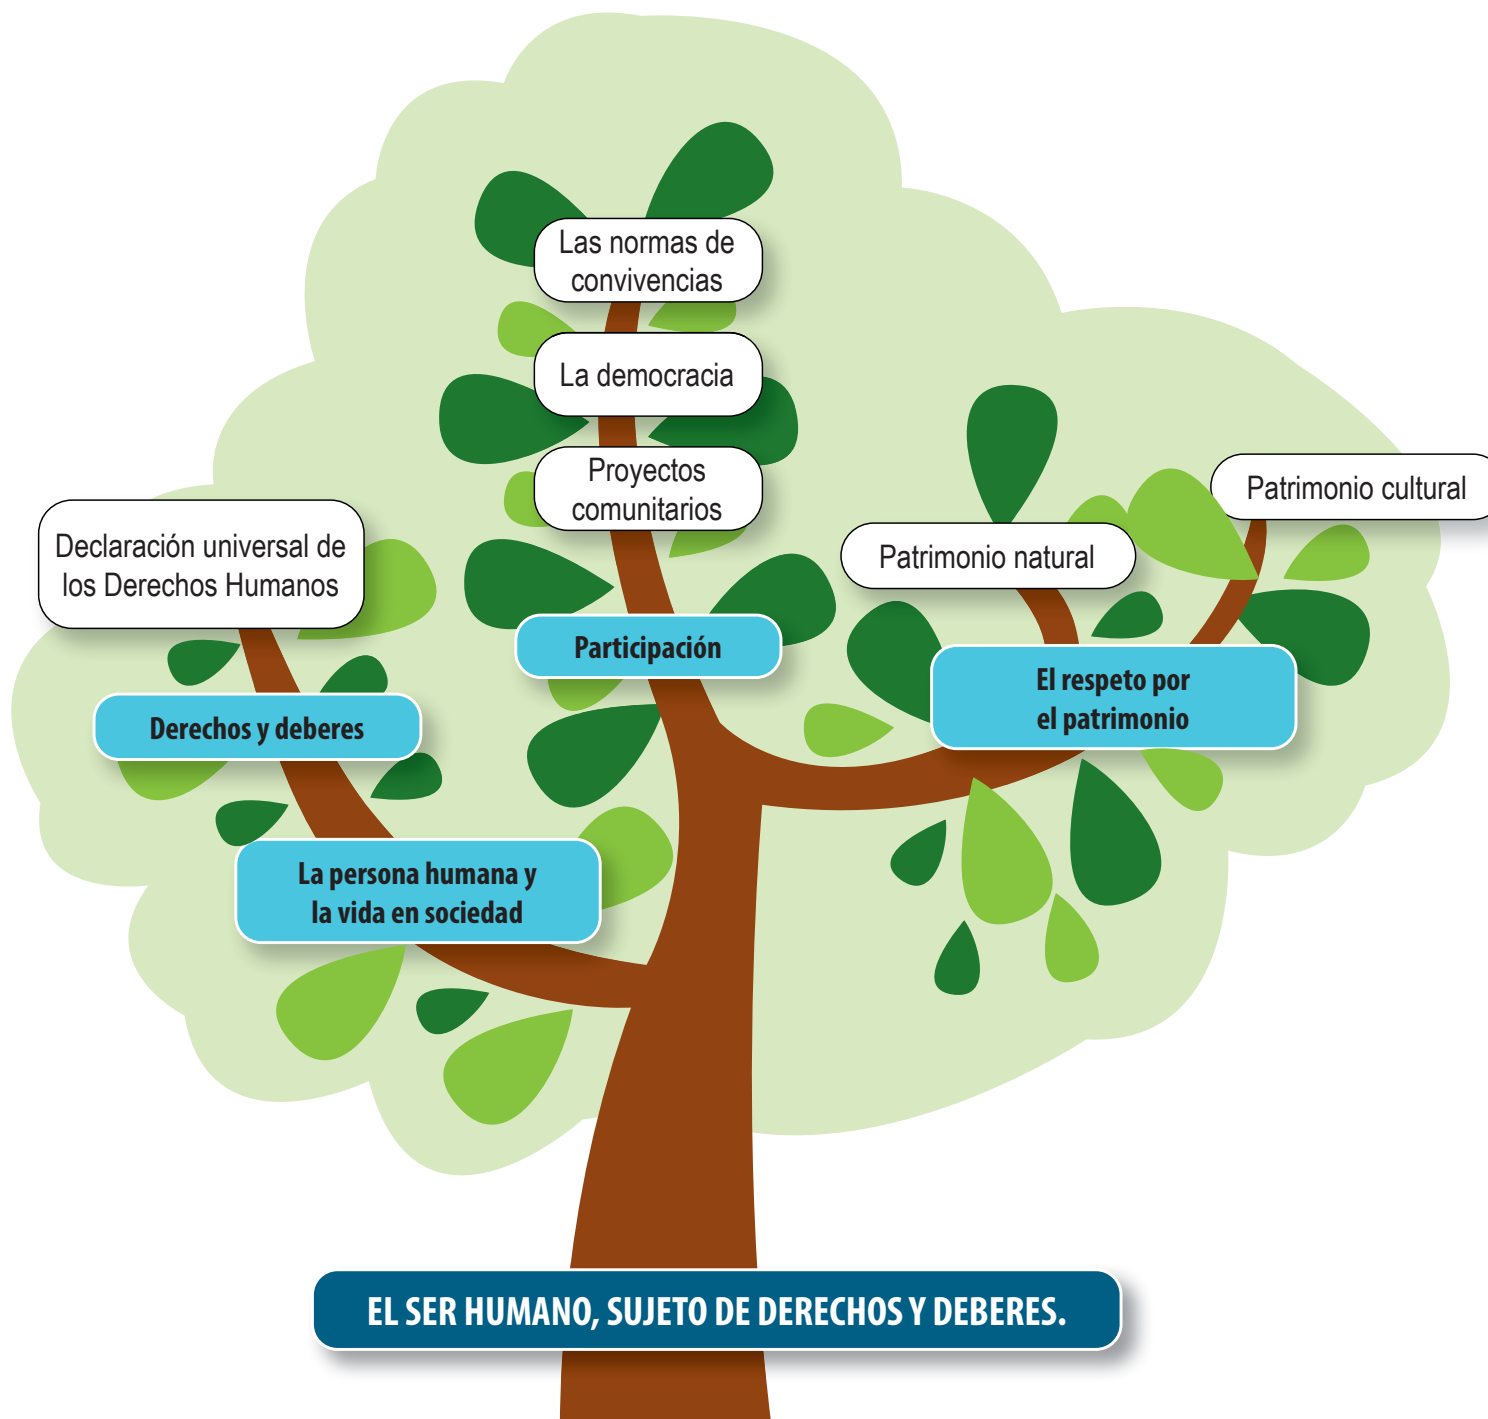 Las normas de
convivencias
La democracia
Proyectos
comunitarios
Patrimonio cultural
Declaración universal de
los Derechos Humanos
Patrimonio natural
Participación
El respeto por
el patrimonio
Derechos y deberes
La persona humana y
la vida en sociedad
EL SER HUMANO, SUJETO DE DERECHOS Y DEBERES.